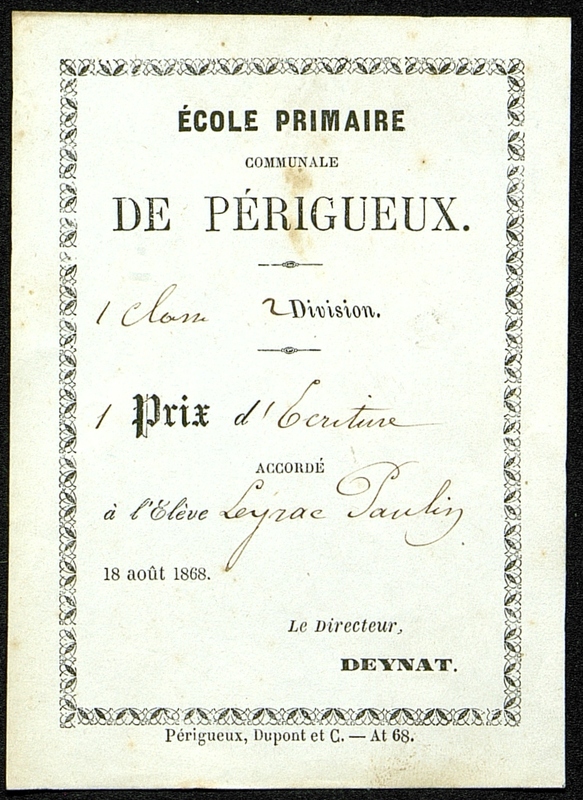 ÉCOLE PRIMAIRE
COMMUNALE
DE PÉRIGUEUX.
1 classe 2 Division.
1 Prix d'Ecriture
ACCORDÉ
à l'Elève Leyrac Paulin
18 août 1868.
Le Directeur,
DEYNAT.
Périgueux, Dupont et C. — At 68.